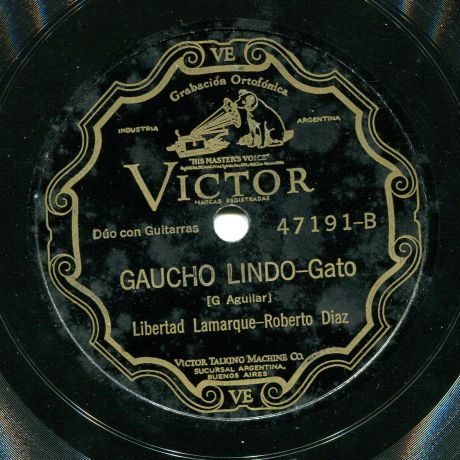 VE
Grabación Ortofónica
INDUSTRIA ARGENTINA
"HIS MASTER'S VOICE"
VICTOR
MARCAS REGISTRADAS
Dúo con Guitarras 47191-B
GAUCHO LINDO-Gato
[G Aguilar]
Libertad Lamarque-Roberto Diaz
VICTOR TALKING MACHINE CO.
SUCURSAL ARGENTINA,
BUENOS AIRES
VE